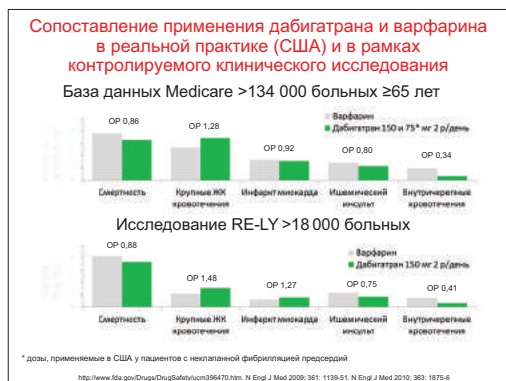 Сопоставление применения дабигатрана и варфарина
в реальной практике (США) и в рамках
контролируемого клинического исследования
База данных Medicare >134 000 больных ≥65 лет
ОР 0,86
ОР 1,28
ОР 0,92
ОР 0,80
ОР 0,34
Варфарин
Дабигатран 150 и 75* мг 2 р/день
Смертность
Крупные ЖК
кровотечения
Инфаркт миокарда
Ишемический
инсульт
Внутричерепные
кровотечения
Исследование RE-LY >18 000 больных
ОР 0,88
ОР 1,48
ОР 1,27
ОР 0,75
ОР 0,41
Варфарин
Дабигатран 150 мг 2 р/день
Смертность
Крупные ЖК
кровотечения
Инфаркт миокарда
Ишемический
инсульт
Внутричерепные
кровотечения
* дозы, применяемые в США у пациентов с неклапанной фибрилляцией предсердий
http://www.fda.gov/Drugs/DrugSafety/ucm396470.htm. N Engl J Med 2009; 361: 1139-51. N Engl J Med 2010; 363: 1875-6